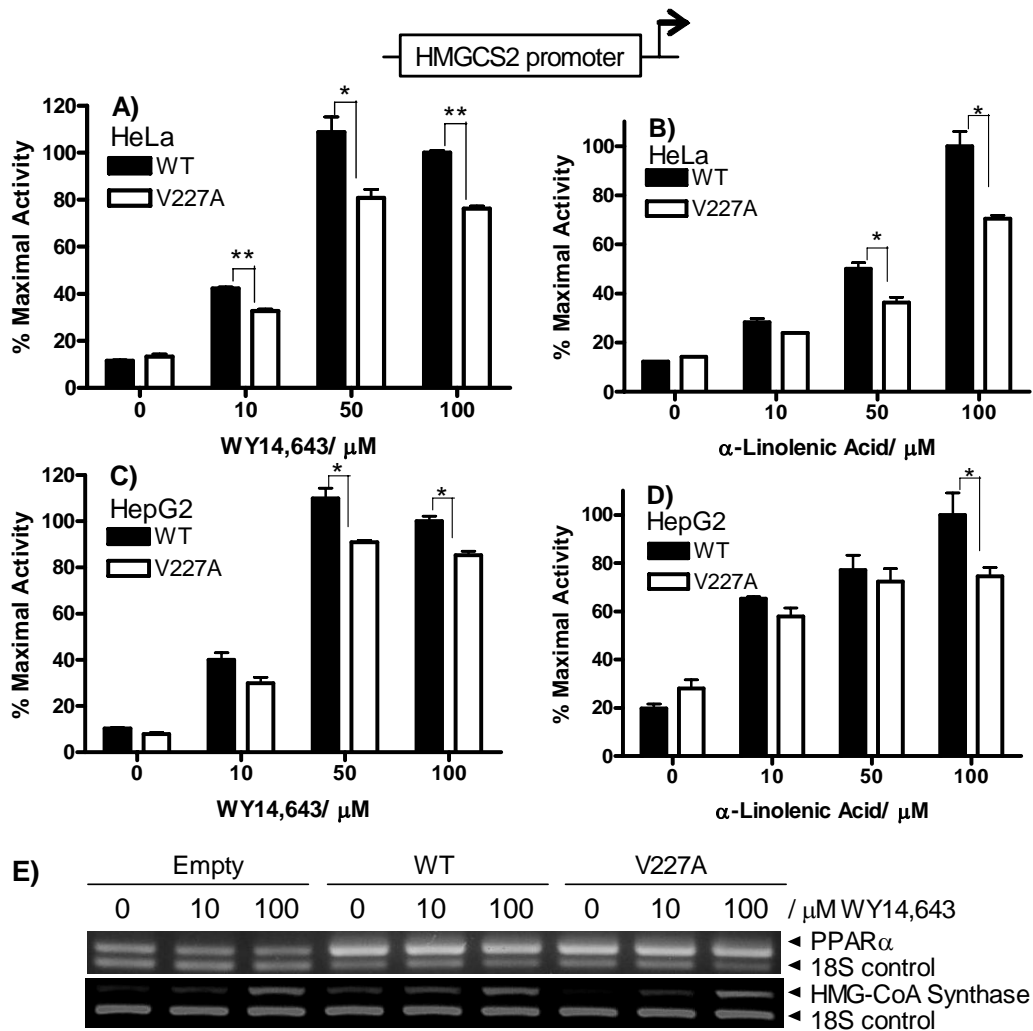 HMGCS2 promoter
A)
HeLa
WT
V227A
% Maximal Activity
120
100
80
60
40
20
0
**
*
**
0 10 50 100
WY14,643/ μM
B)
HeLa
WT
V227A
% Maximal Activity
100
80
60
40
20
0
*
*
0 10 50 100
α-Linolenic Acid/ μM
C)
HepG2
WT
V227A
% Maximal Activity
120
100
80
60
40
20
0
*
*
0 10 50 100
WY14,643/ μM
D)
HepG2
WT
V227A
% Maximal Activity
100
80
60
40
20
0
*
0 10 50 100
α-Linolenic Acid/ μM
E)
Empty WT V227A
0 10 100 0 10 100 0 10 100 / μM WY14,643
PPARα
18S control
HMG-CoA Synthase
18S control